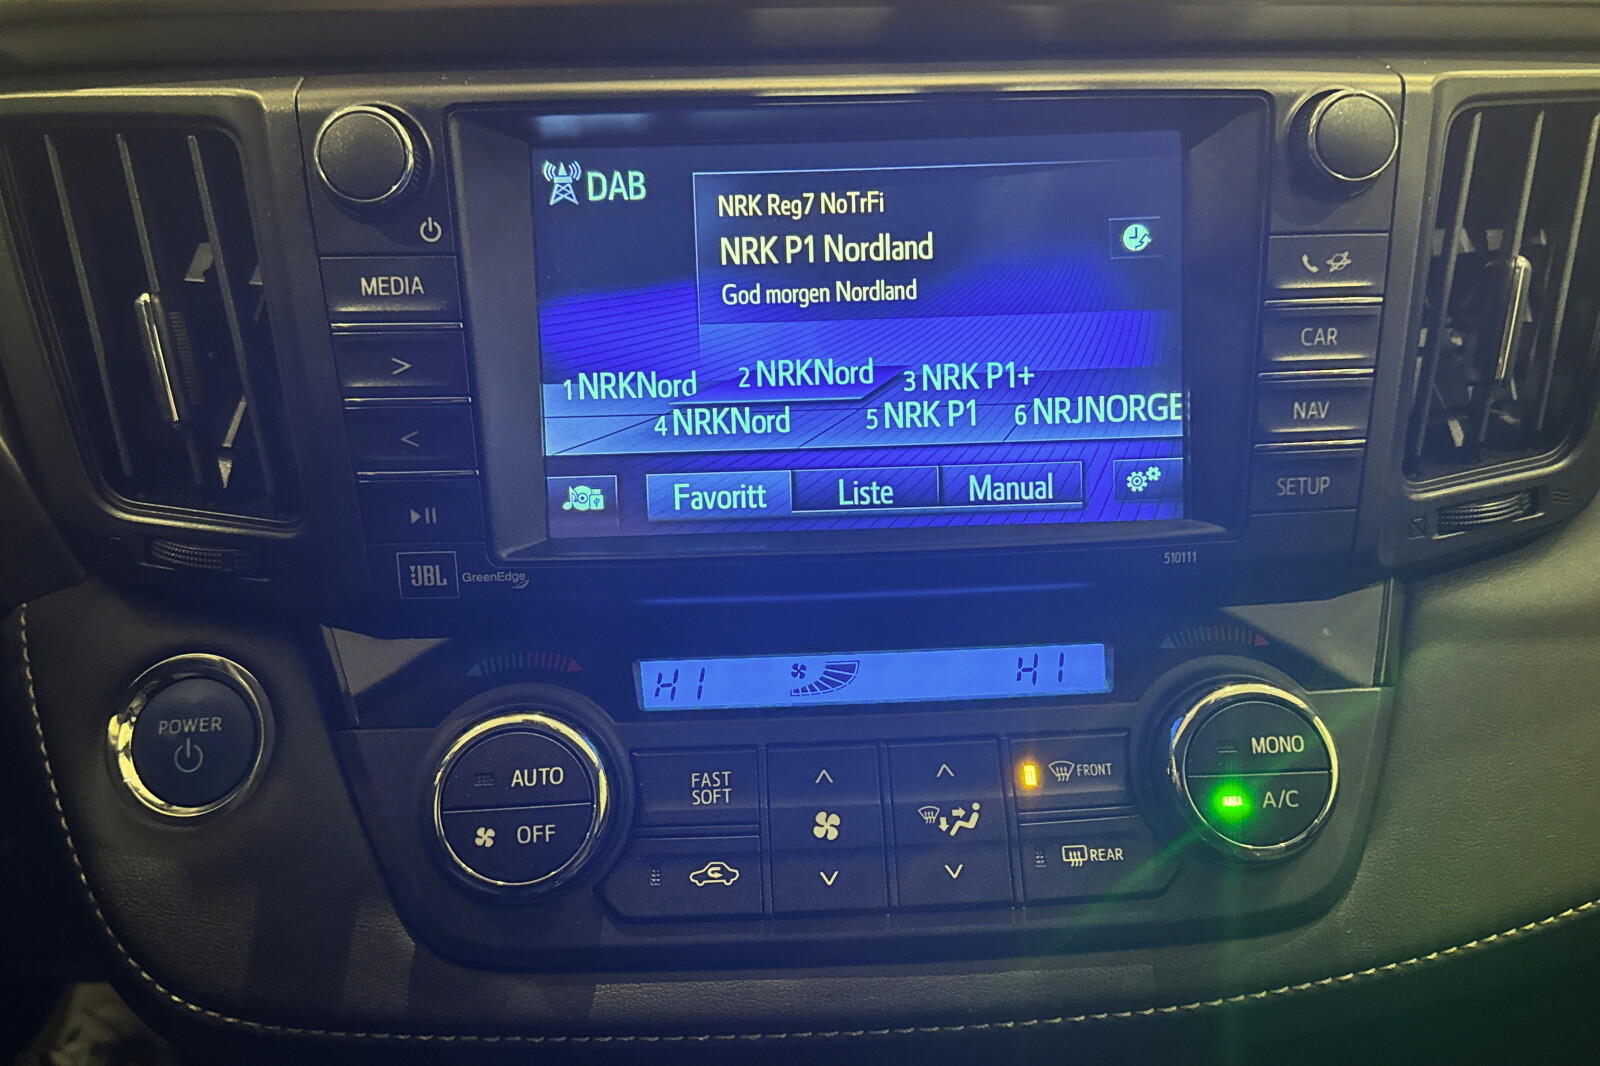 DAB
NRK Reg7 NoTrFi
NRK P1 Nordland
God morgen Nordland
1 NRKNord
2 NRKNord
3 NRK P1+
4 NRKNord
5 NRK P1
6 NRJNORGE
Favoritt
Liste
Manual
MEDIA
>
<
CAR
NAV
SETUP
JBL GreenEdge
510111
HI
HI
POWER
AUTO
OFF
FAST
SOFT
FRONT
REAR
MONO
A/C